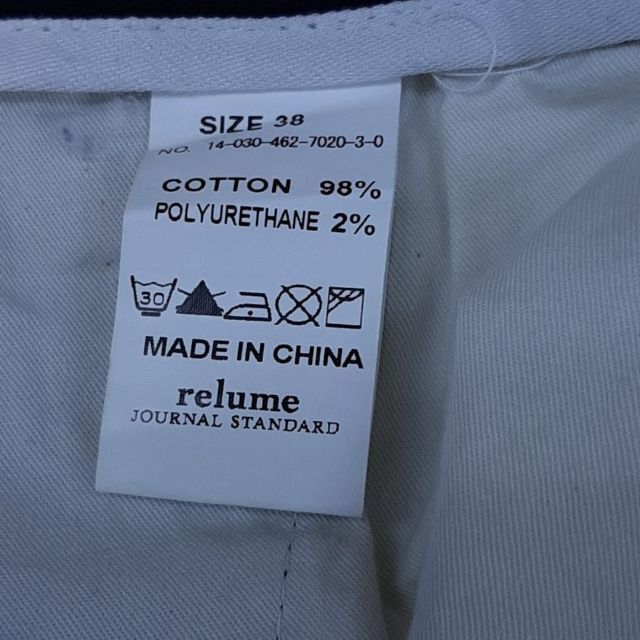 SIZE 38
NO. 14-030-462-7020-3-0
COTTON 98%
POLYURETHANE 2%
30
MADE IN CHINA
relume
JOURNAL STANDARD